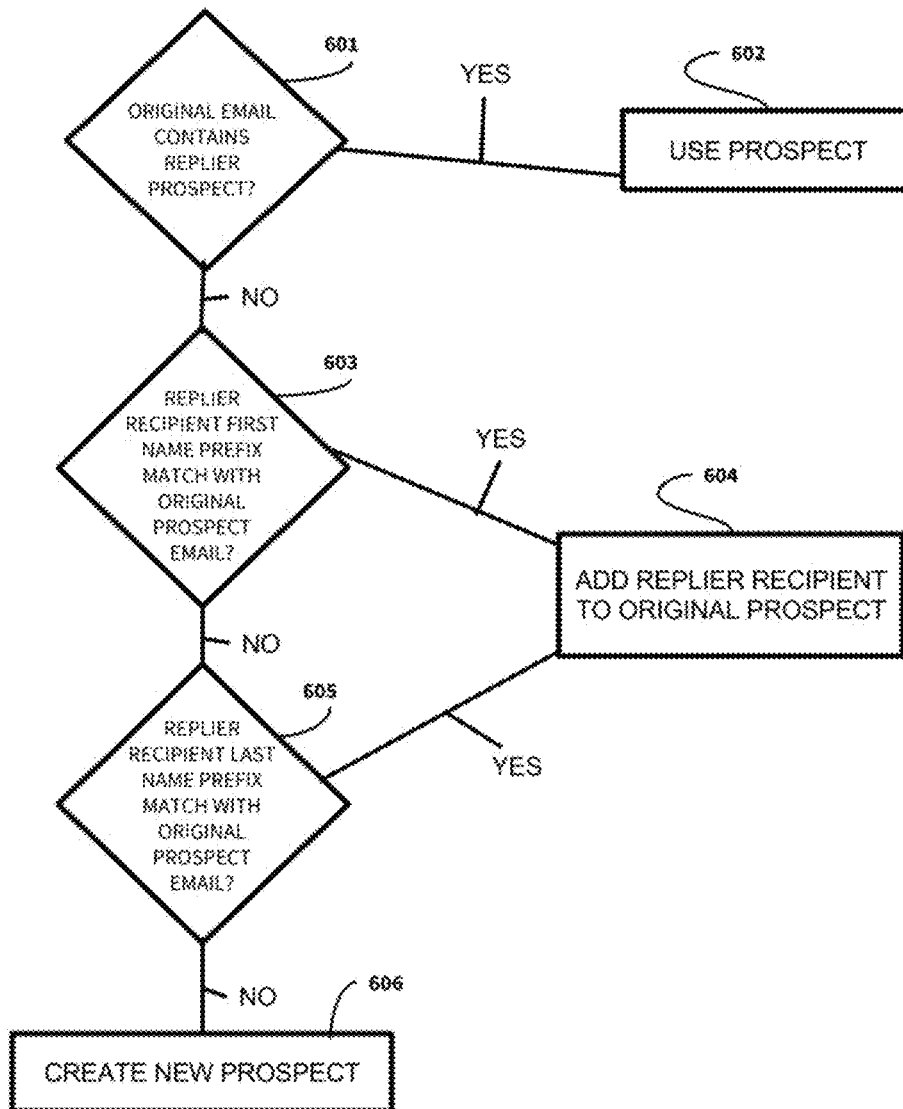 601
ORIGINAL EMAIL
CONTAINS
REPLIER
PROSPECT?
YES
602
USE PROSPECT
NO
603
REPLIER
RECIPIENT FIRST
NAME PREFIX
MATCH WITH
ORIGINAL
PROSPECT
EMAIL?
YES
604
ADD REPLIER RECIPIENT
TO ORIGINAL PROSPECT
NO
605
REPLIER
RECIPIENT LAST
NAME PREFIX
MATCH WITH
ORIGINAL
PROSPECT
EMAIL?
YES
NO
606
CREATE NEW PROSPECT